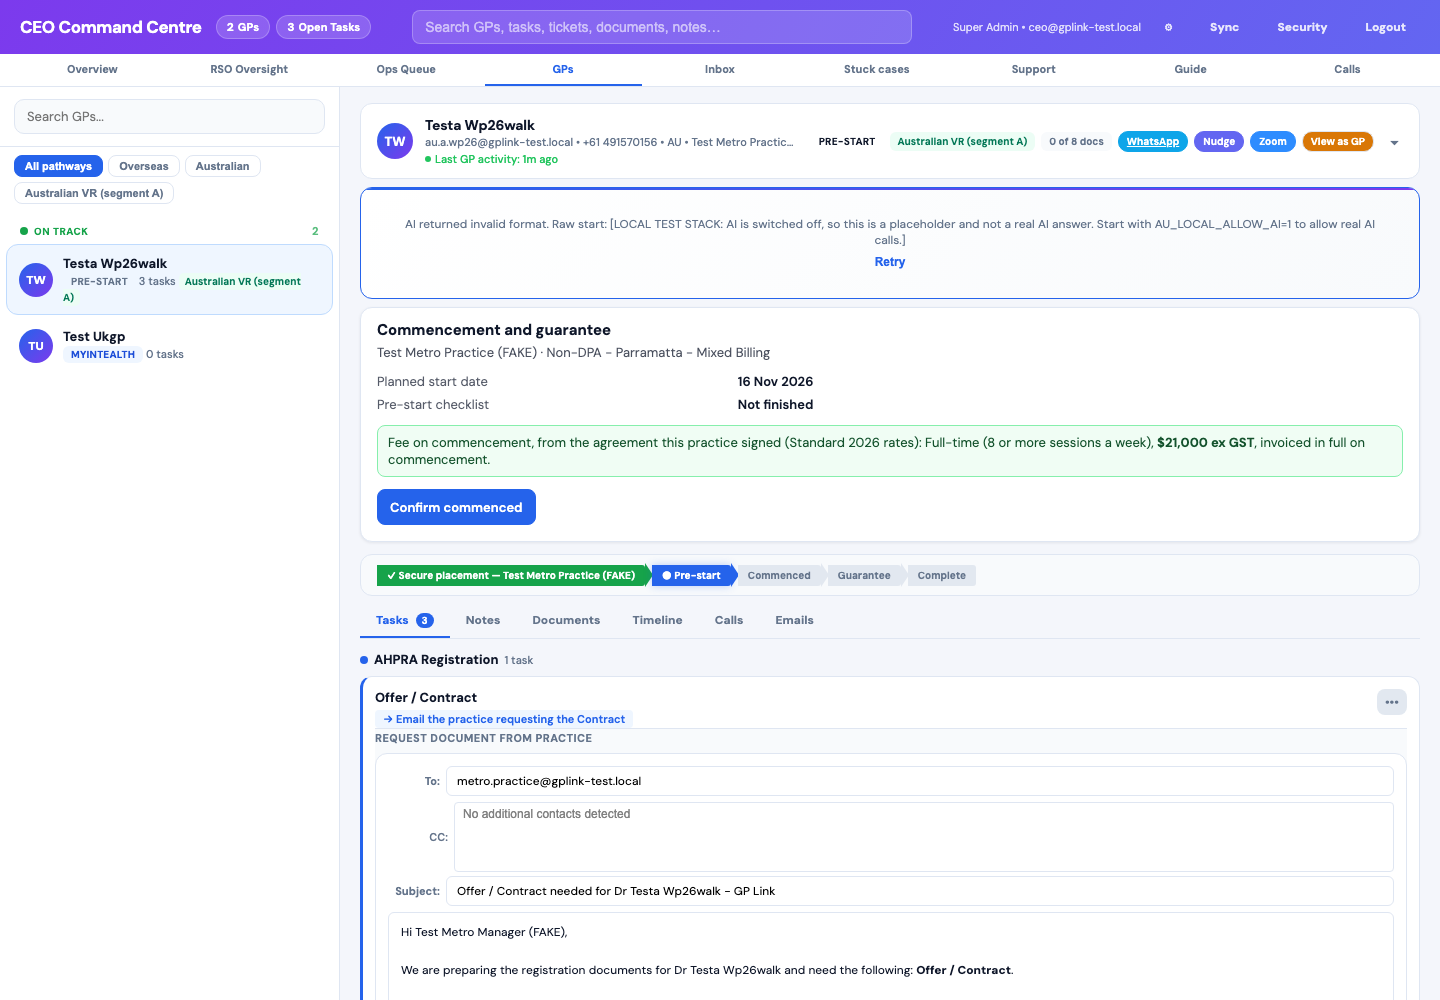 CEO Command Centre
2 GPs
3 Open Tasks
Search GPs, tasks, tickets, documents, notes...
Super Admin • ceo@gplink-test.local
Sync
Security
Logout
Overview
RSO Oversight
Ops Queue
GPs
Inbox
Stuck cases
Support
Guide
Calls
Search GPs...
All pathways
Overseas
Australian
Australian VR (segment A)
ON TRACK
2
TW
Testa Wp26walk
PRE-START 3 tasks Australian VR (segment
A)
TU
Test Ukgp
MYINTEALTH 0 tasks
TW
Testa Wp26walk
au.a.wp26@gplink-test.local • +61 491570156 • AU • Test Metro Practic...
Last GP activity: 1m ago
PRE-START
Australian VR (segment A)
0 of 8 docs
WhatsApp
Nudge
Zoom
View as GP
AI returned invalid format. Raw start: [LOCAL TEST STACK: AI is switched off, so this is a placeholder and not a real AI answer. Start with AU_LOCAL_ALLOW_AI=1 to allow real AI
calls.]
Retry
Commencement and guarantee
Test Metro Practice (FAKE) · Non-DPA - Parramatta - Mixed Billing
Planned start date 16 Nov 2026
Pre-start checklist Not finished
Fee on commencement, from the agreement this practice signed (Standard 2026 rates): Full-time (8 or more sessions a week), $21,000 ex GST, invoiced in full on
commencement.
Confirm commenced
✓ Secure placement — Test Metro Practice (FAKE)
Pre-start
Commenced
Guarantee
Complete
Tasks 3
Notes
Documents
Timeline
Calls
Emails
AHPRA Registration 1 task
Offer / Contract
•••
→ Email the practice requesting the Contract
REQUEST DOCUMENT FROM PRACTICE
To: metro.practice@gplink-test.local
CC: No additional contacts detected
Subject: Offer / Contract needed for Dr Testa Wp26walk - GP Link
Hi Test Metro Manager (FAKE),
We are preparing the registration documents for Dr Testa Wp26walk and need the following: Offer / Contract.